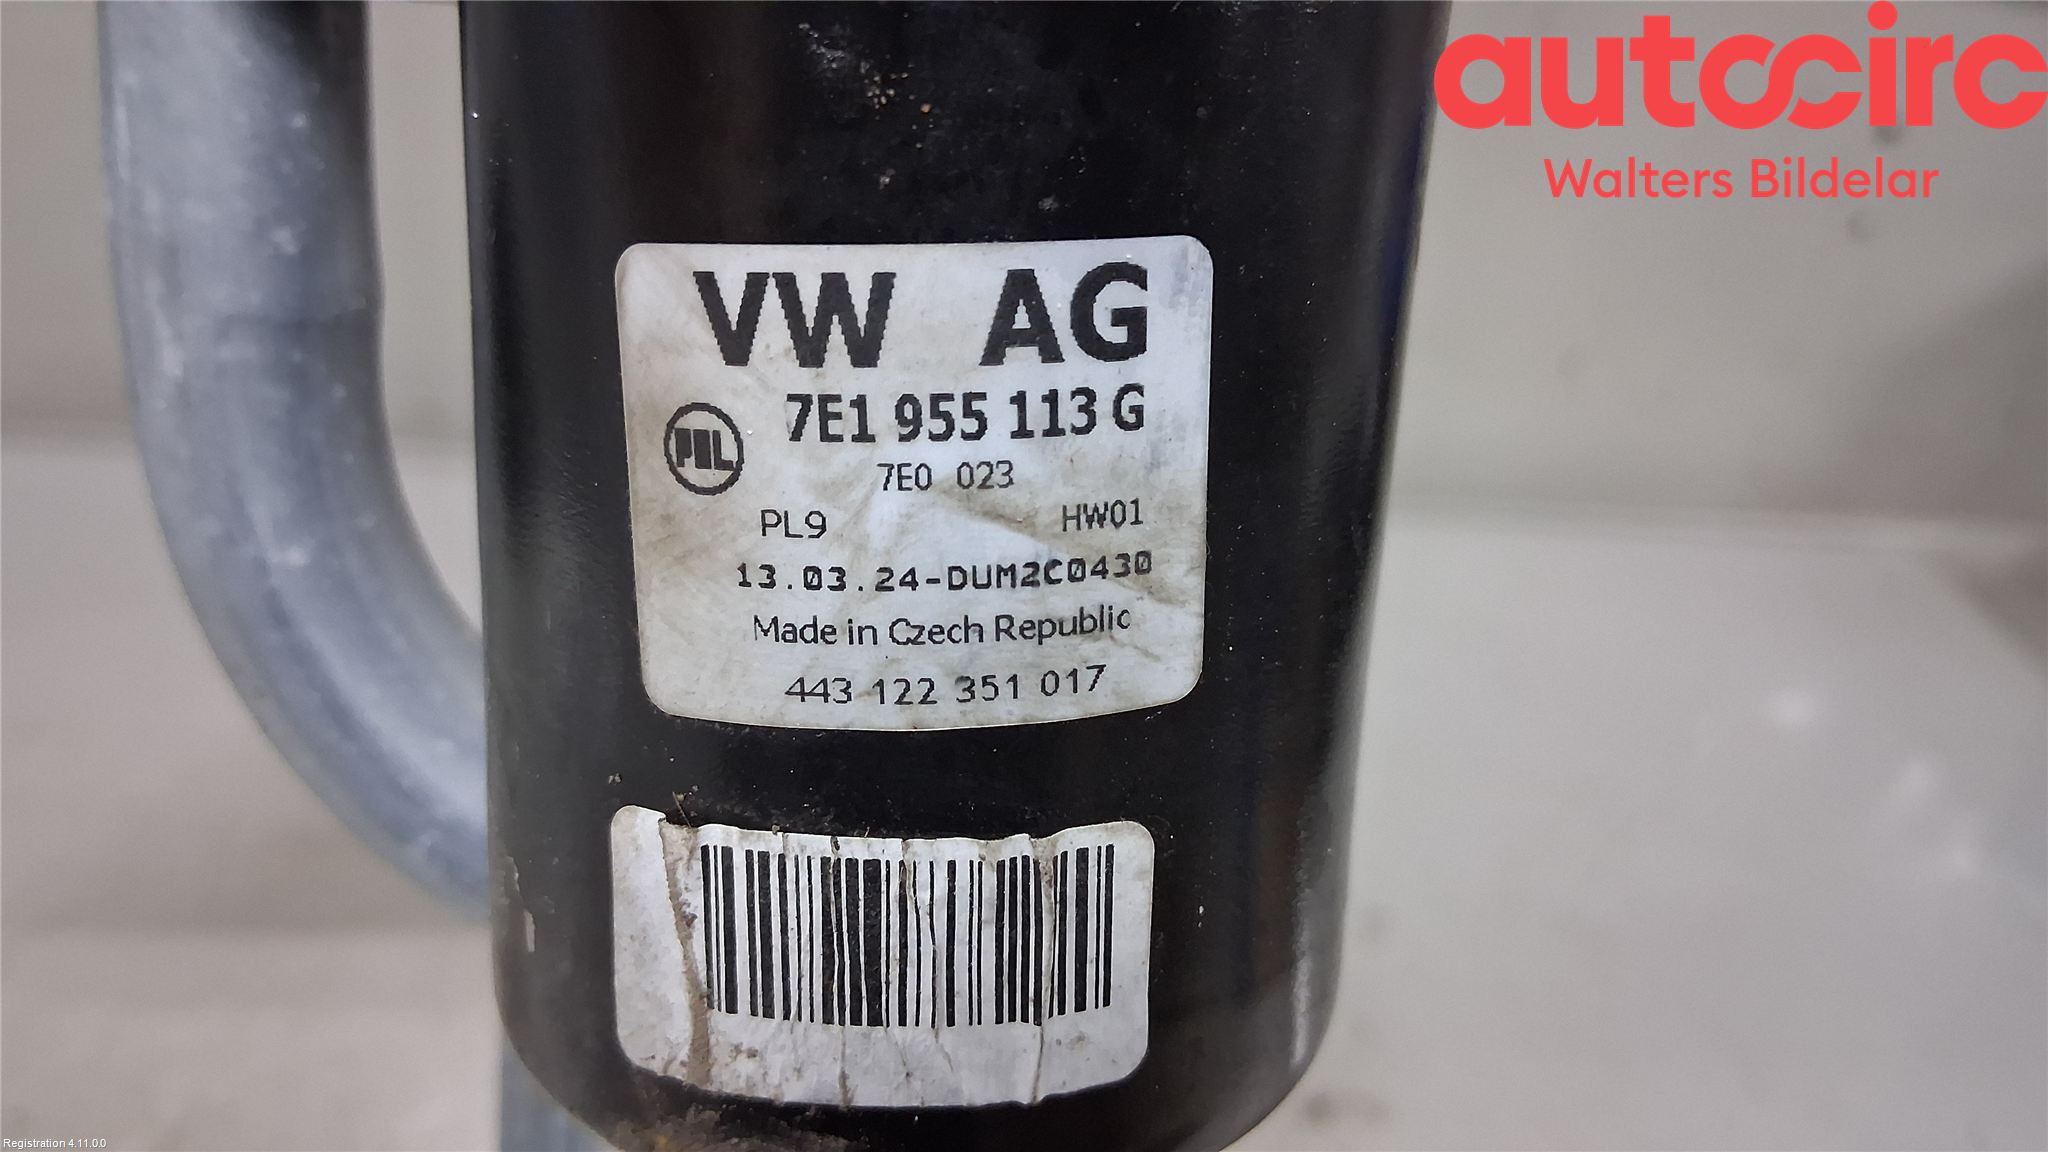 autocirc
Walters Bildelar
VW AG
7E1 955 113 G
PAL
7E0 023
PL9 HW01
13.03.24-DUM2C0430
Made in Czech Republic
443 122 351 017
Registration 4.11.0.0